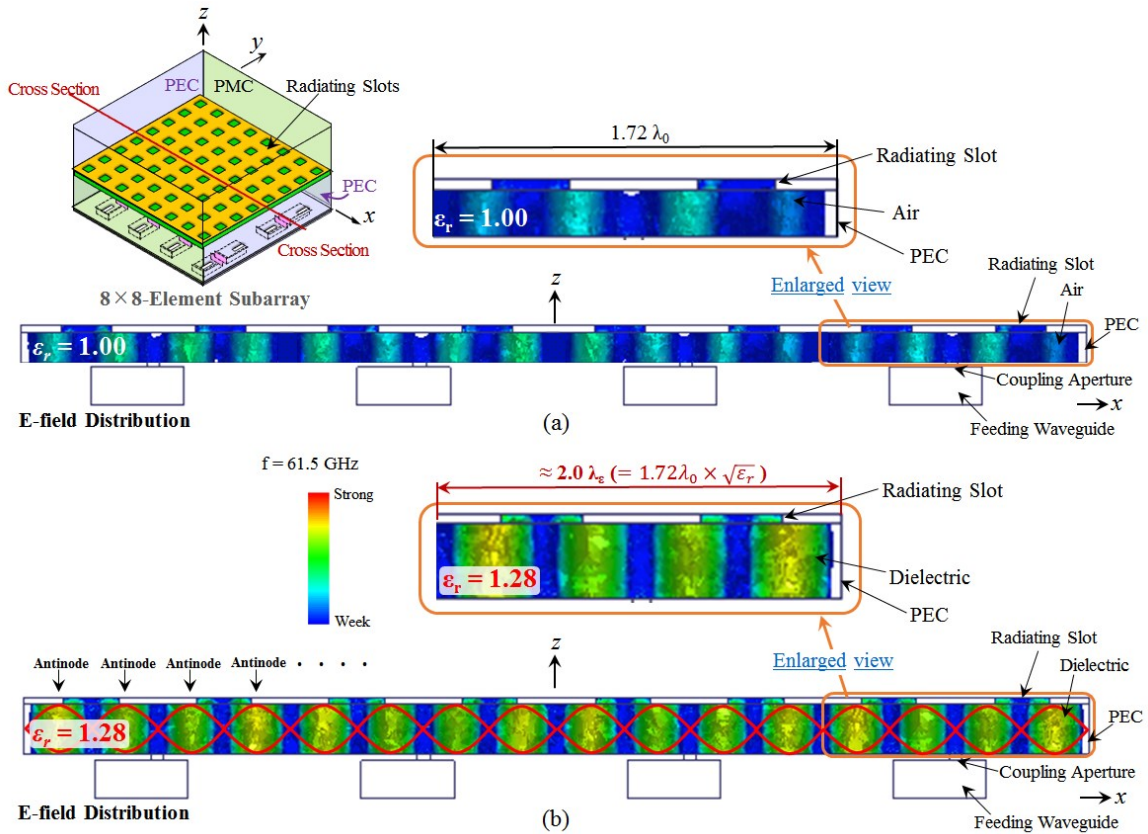 z
y
PEC PMC
Radiating Slots
Cross Section
PEC
x
Cross Section
8×8-Element Subarray
1.72 λ₀
Radiating Slot
εᵣ = 1.00
Air
PEC
Enlarged view
z
Radiating Slot
Air
PEC
εᵣ = 1.00
Coupling Aperture
x
E-field Distribution
(a)
Feeding Waveguide
f = 61.5 GHz
Strong
Week
≈ 2.0 λ_ε (= 1.72λ₀ × √εᵣ )
Radiating Slot
εᵣ = 1.28
Dielectric
PEC
Enlarged view
Antinode Antinode Antinode Antinode . . . .
z
Radiating Slot
Dielectric
PEC
εᵣ = 1.28
Coupling Aperture
x
E-field Distribution
(b)
Feeding Waveguide